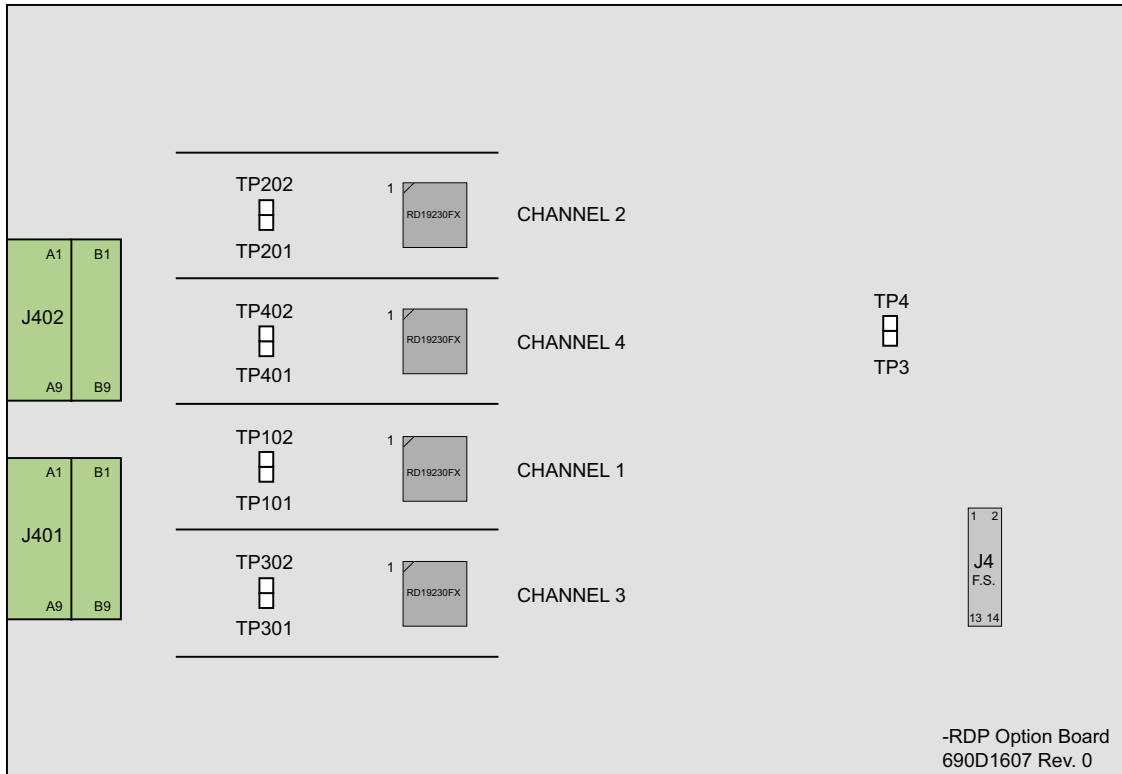 TP202
1
RD19230FX
CHANNEL 2
TP201
A1 B1
J402
A9 B9
TP402
1
RD19230FX
CHANNEL 4
TP401
TP4
TP3
TP102
1
RD19230FX
CHANNEL 1
TP101
A1 B1
J401
A9 B9
TP302
1
RD19230FX
CHANNEL 3
TP301
1 2
J4
F.S.
13 14
-RDP Option Board
690D1607 Rev. 0